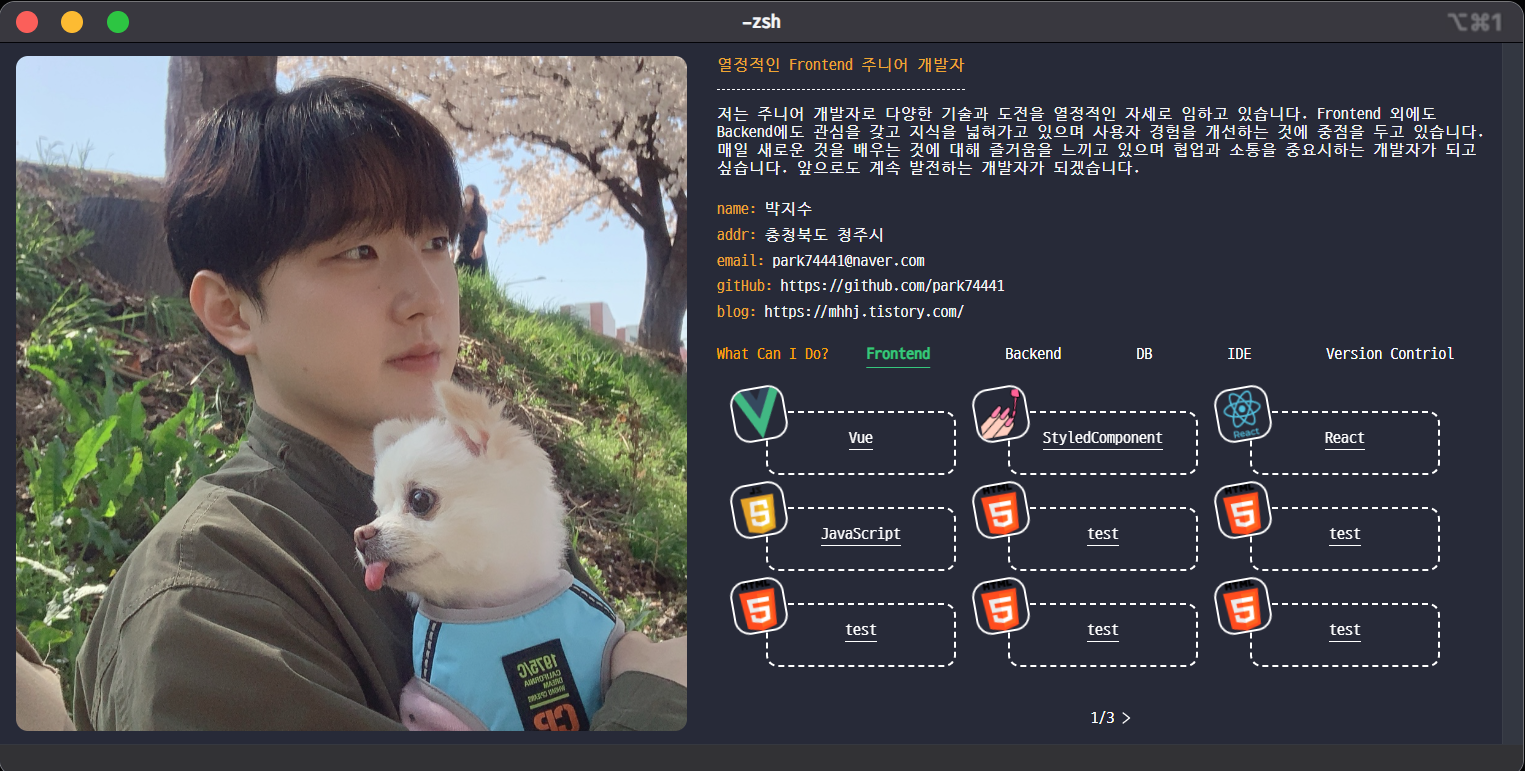 -zsh
⌥⌘1
열정적인 Frontend 주니어 개발자
저는 주니어 개발자로 다양한 기술과 도전을 열정적인 자세로 임하고 있습니다. Frontend 외에도
Backend에도 관심을 갖고 지식을 넓혀가고 있으며 사용자 경험을 개선하는 것에 중점을 두고 있습니다.
매일 새로운 것을 배우는 것에 대해 즐거움을 느끼고 있으며 협업과 소통을 중요시하는 개발자가 되고
싶습니다. 앞으로도 계속 발전하는 개발자가 되겠습니다.
name: 박지수
addr: 충청북도 청주시
email: park74441@naver.com
gitHub: https://github.com/park74441
blog: https://mhhj.tistory.com/
What Can I Do? Frontend Backend DB IDE Version Contriol
Vue StyledComponent React
React
JavaScript test test
JS HTML HTML
test test test
HTML HTML HTML
1975/C
CALIFORNIA
DREAM
CP
1/3 >